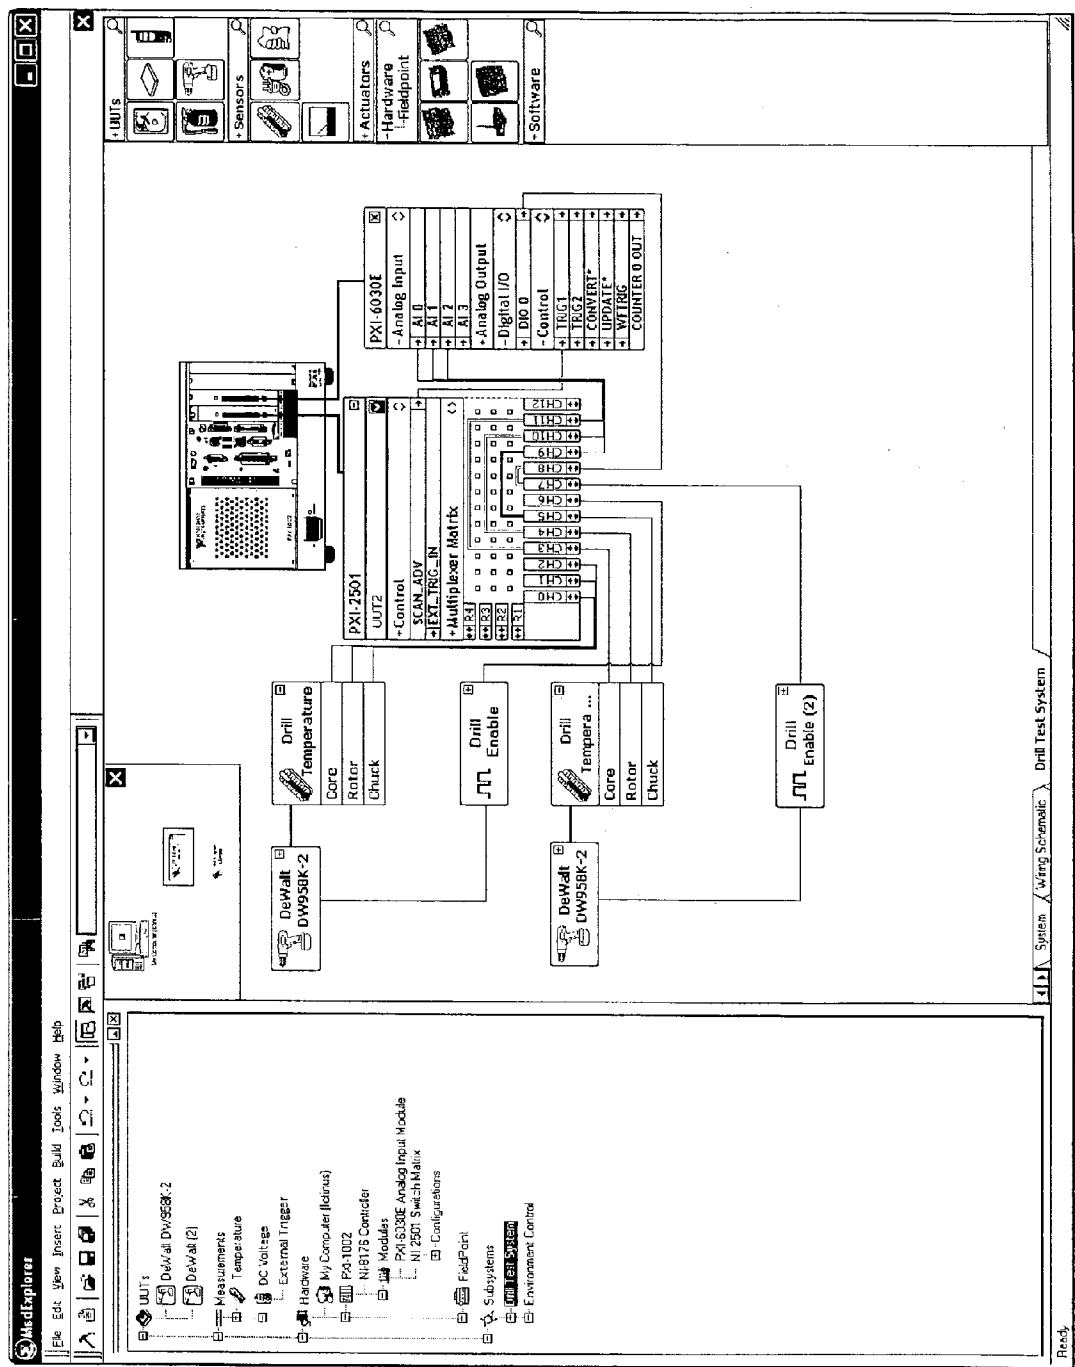 MsdExplorer
File Edit View Insert Project Build Tools Window Help
UUTs
DeWalt DW958K-2
DeWalt (2)
Measurements
Temperature
DC Voltage
External Trigger
Hardware
My Computer (Ictinus)
PXI-1002
NI-8176 Controller
Modules
PXI-6030E Analog Input Module
NI 2501 Switch Matrix
Configurations
FieldPoint
Subsystems
Drill Test System
Environment Control
DeWalt
DW958K-2
Drill
Temperature
Core
Rotor
Chuck
Drill
Enable
DeWalt
DW958K-2
Drill
Tempera ...
Core
Rotor
Chuck
Drill
Enable (2)
PXI-2501
UUT2
+Control
SCAN_ADV
EXT_TRIG_IN
+Multiplexer Matrix
R4
R3
R2
R1
CH0
CH1
CH2
CH3
CH4
CH5
CH6
CH7
CH8
CH9
CH10
CH11
CH12
PXI-6030E
-Analog Input
AI 0
AI 1
AI 2
AI 3
+Analog Output
-Digital I/O
DIO 0
-Control
TRIG1
TRIG2
CONVERT*
UPDATE*
WFTRIG
COUNTER 0 OUT
+UUTs
+Sensors
+Actuators
-Hardware
Fieldpoint
+Software
System
Wiring Schematic
Drill Test System
Ready